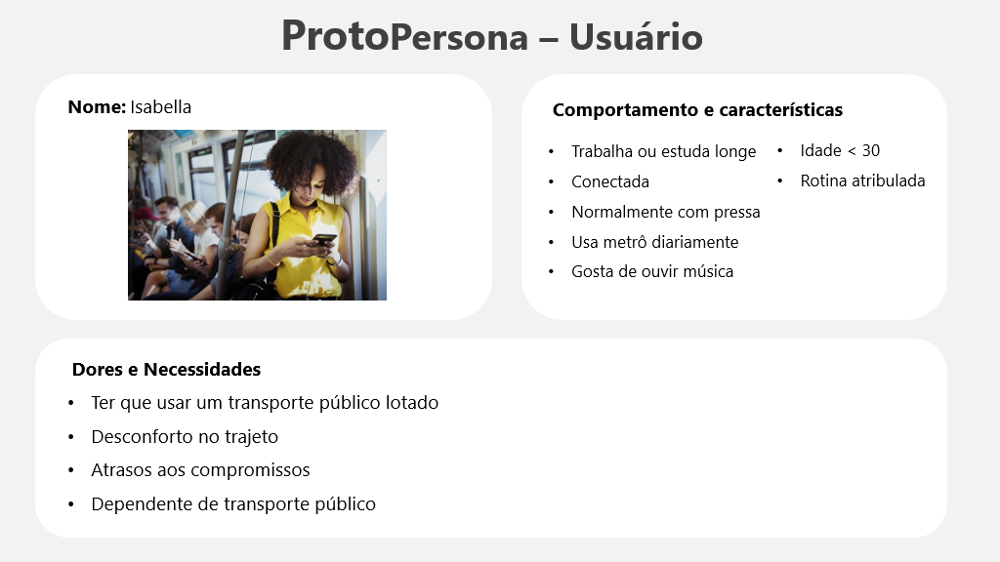 ProtoPersona – Usuário
Nome: Isabella
Comportamento e características
• Trabalha ou estuda longe
• Conectada
• Normalmente com pressa
• Usa metrô diariamente
• Gosta de ouvir música
• Idade < 30
• Rotina atribulada
Dores e Necessidades
• Ter que usar um transporte público lotado
• Desconforto no trajeto
• Atrasos aos compromissos
• Dependente de transporte público